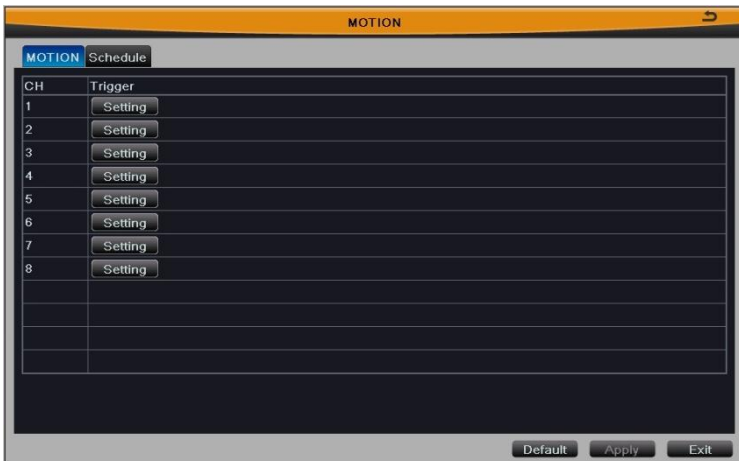 MOTION
MOTION Schedule
CH Trigger
1 Setting
2 Setting
3 Setting
4 Setting
5 Setting
6 Setting
7 Setting
8 Setting
Default Apply Exit